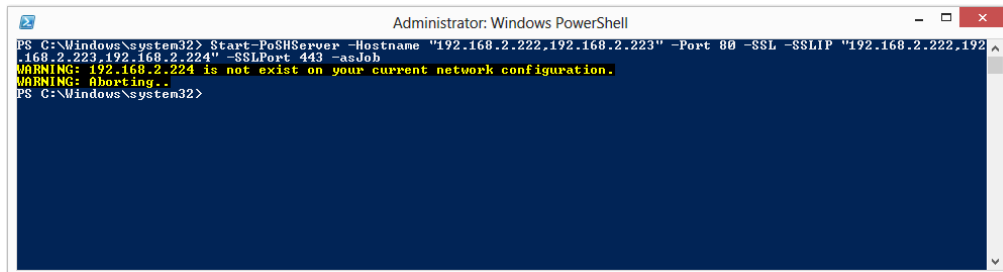 Administrator: Windows PowerShell
PS C:\Windows\system32> Start-PoSHServer -Hostname "192.168.2.222,192.168.2.223" -Port 80 -SSL -SSLIP "192.168.2.222,192
.168.2.223,192.168.2.224" -SSLPort 443 -asJob
WARNING: 192.168.2.224 is not exist on your current network configuration.
WARNING: Aborting..
PS C:\Windows\system32>